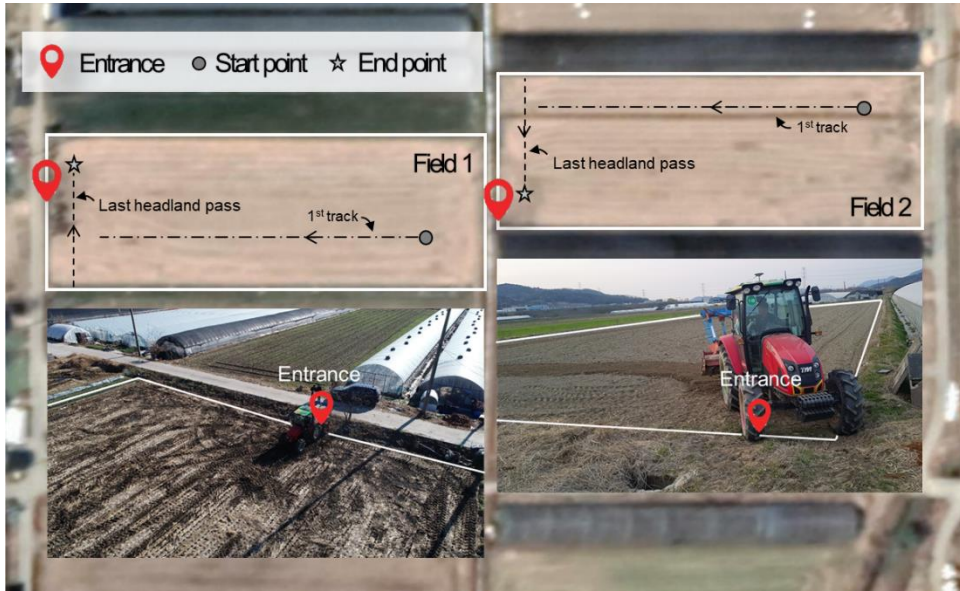 Entrance
Start point
End point
Field 1
Last headland pass
1st track
1st track
Last headland pass
Field 2
Entrance
Entrance
TYM